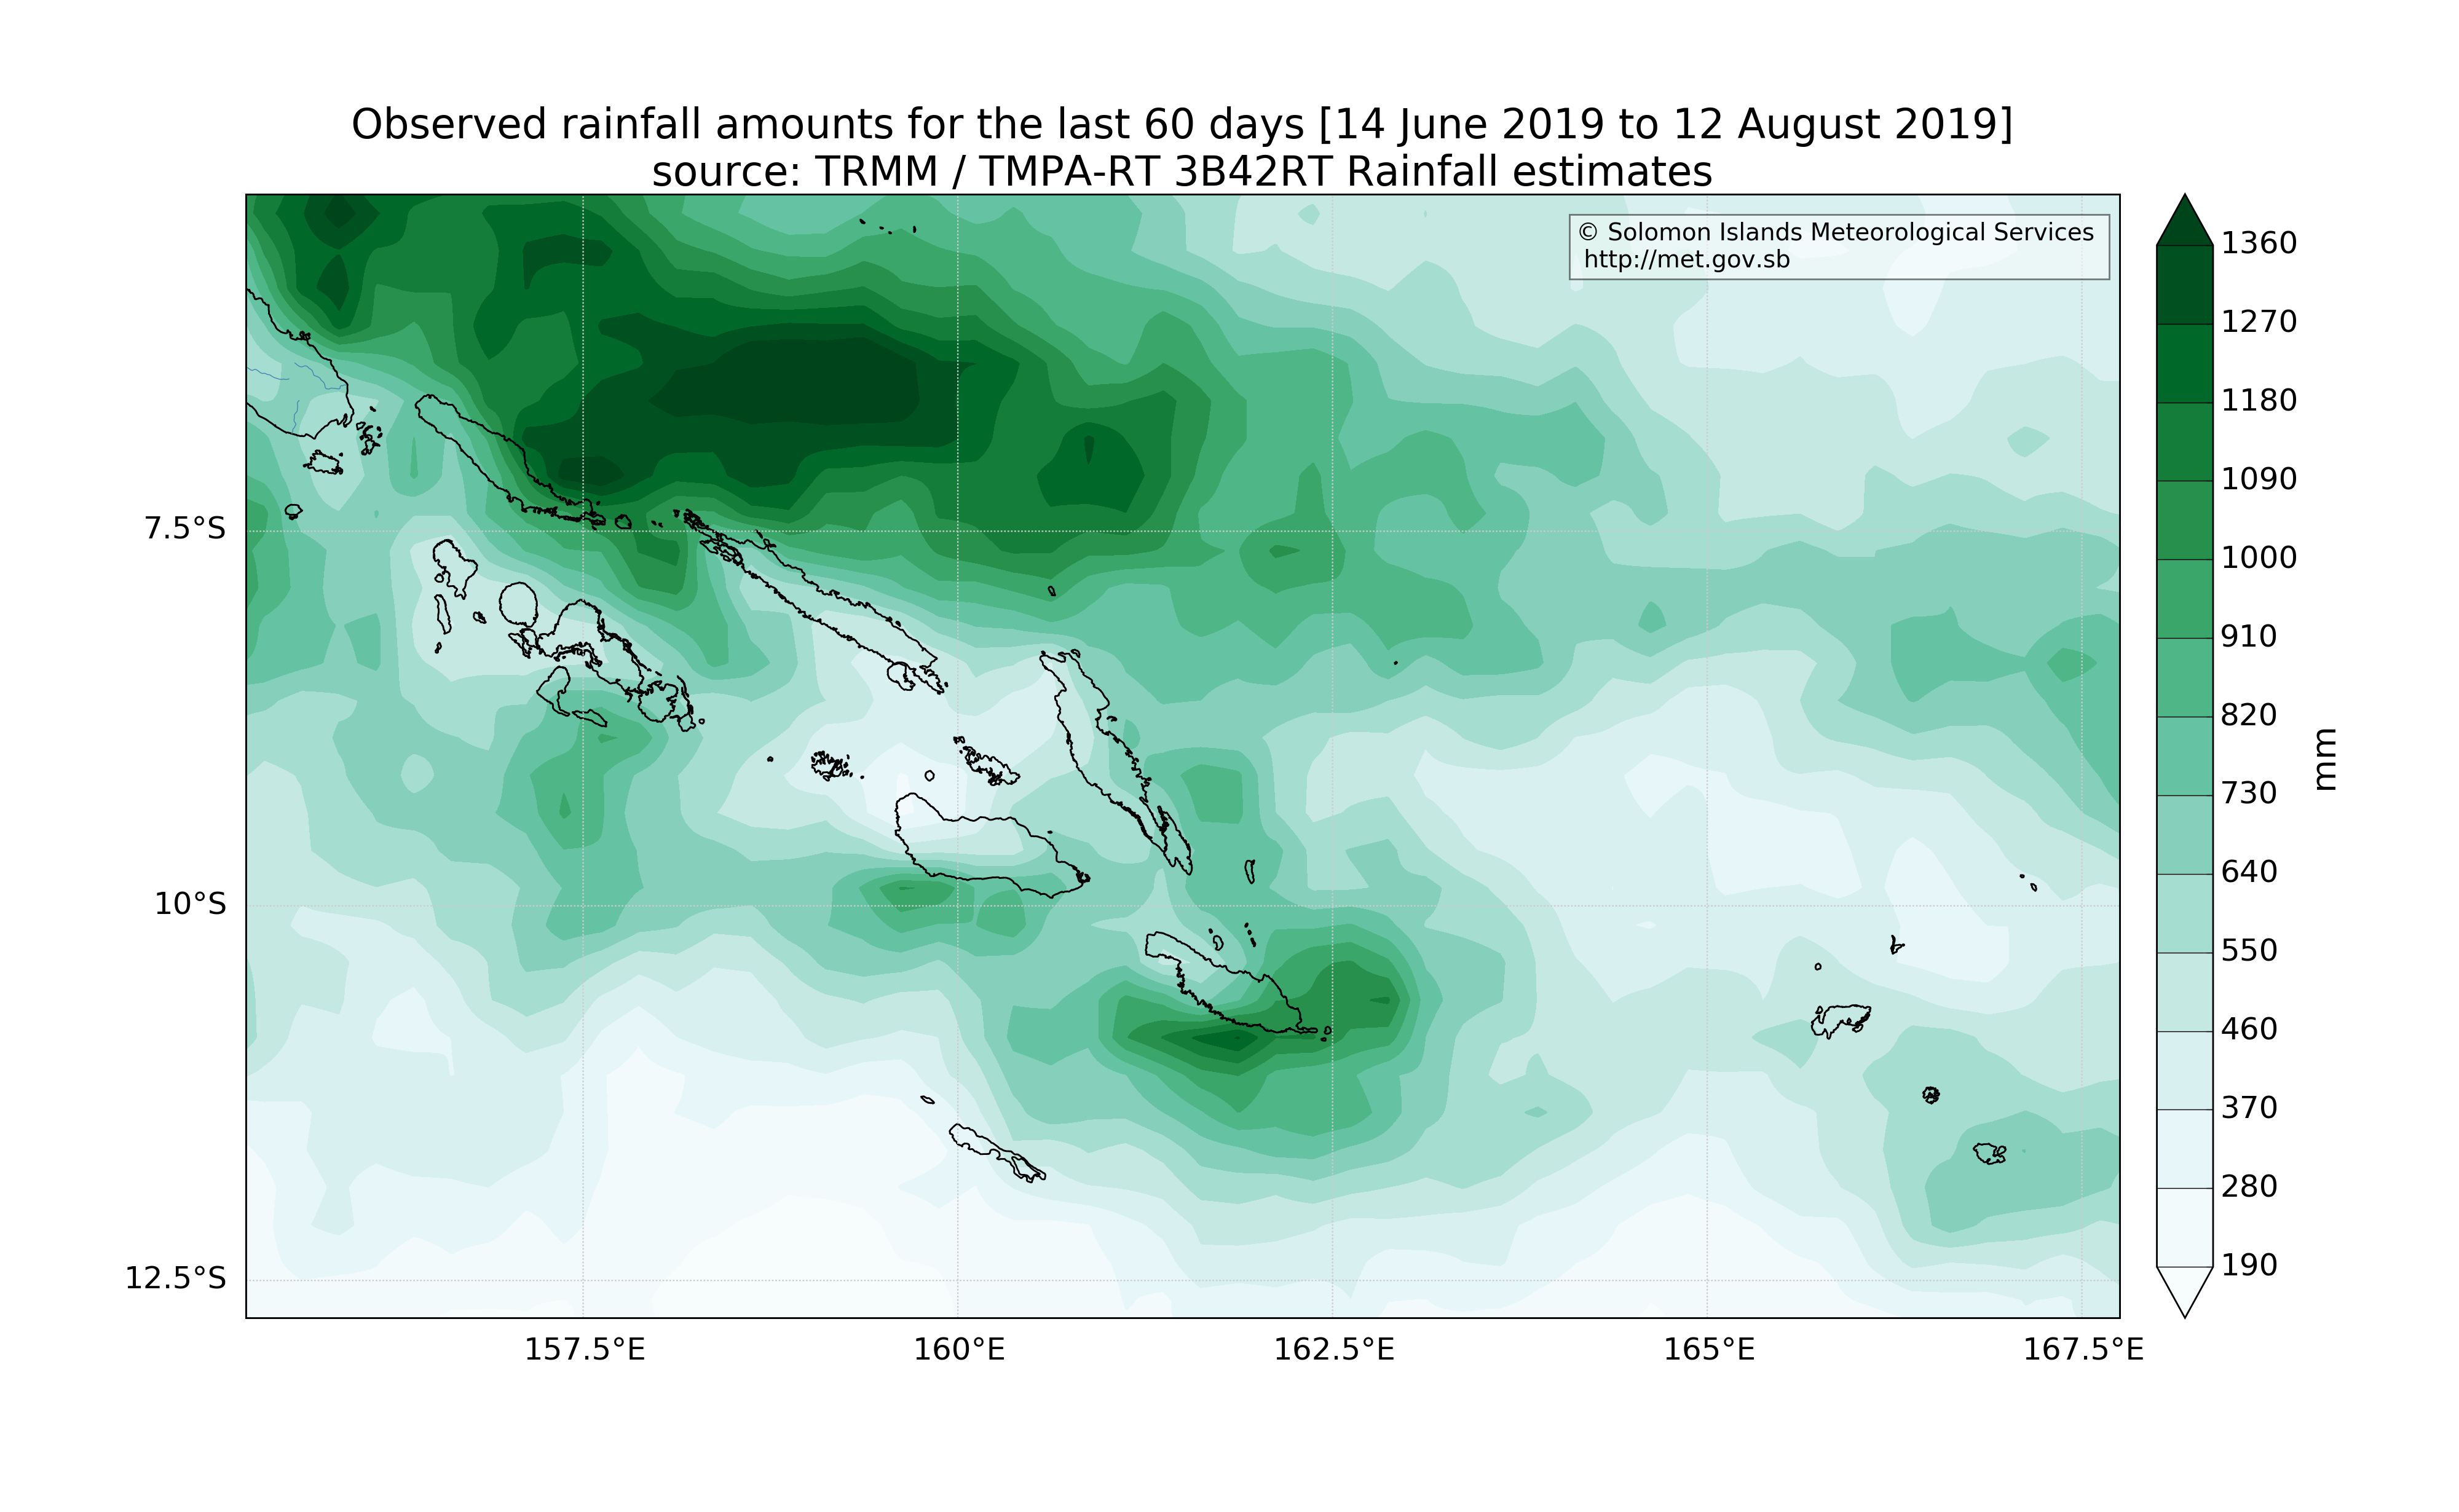 Observed rainfall amounts for the last 60 days [14 June 2019 to 12 August 2019]
source: TRMM / TMPA-RT 3B42RT Rainfall estimates
© Solomon Islands Meteorological Services
http://met.gov.sb
7.5°S
10°S
12.5°S
157.5°E
160°E
162.5°E
165°E
167.5°E
1360
1270
1180
1090
1000
910
820
730
640
550
460
370
280
190
mm